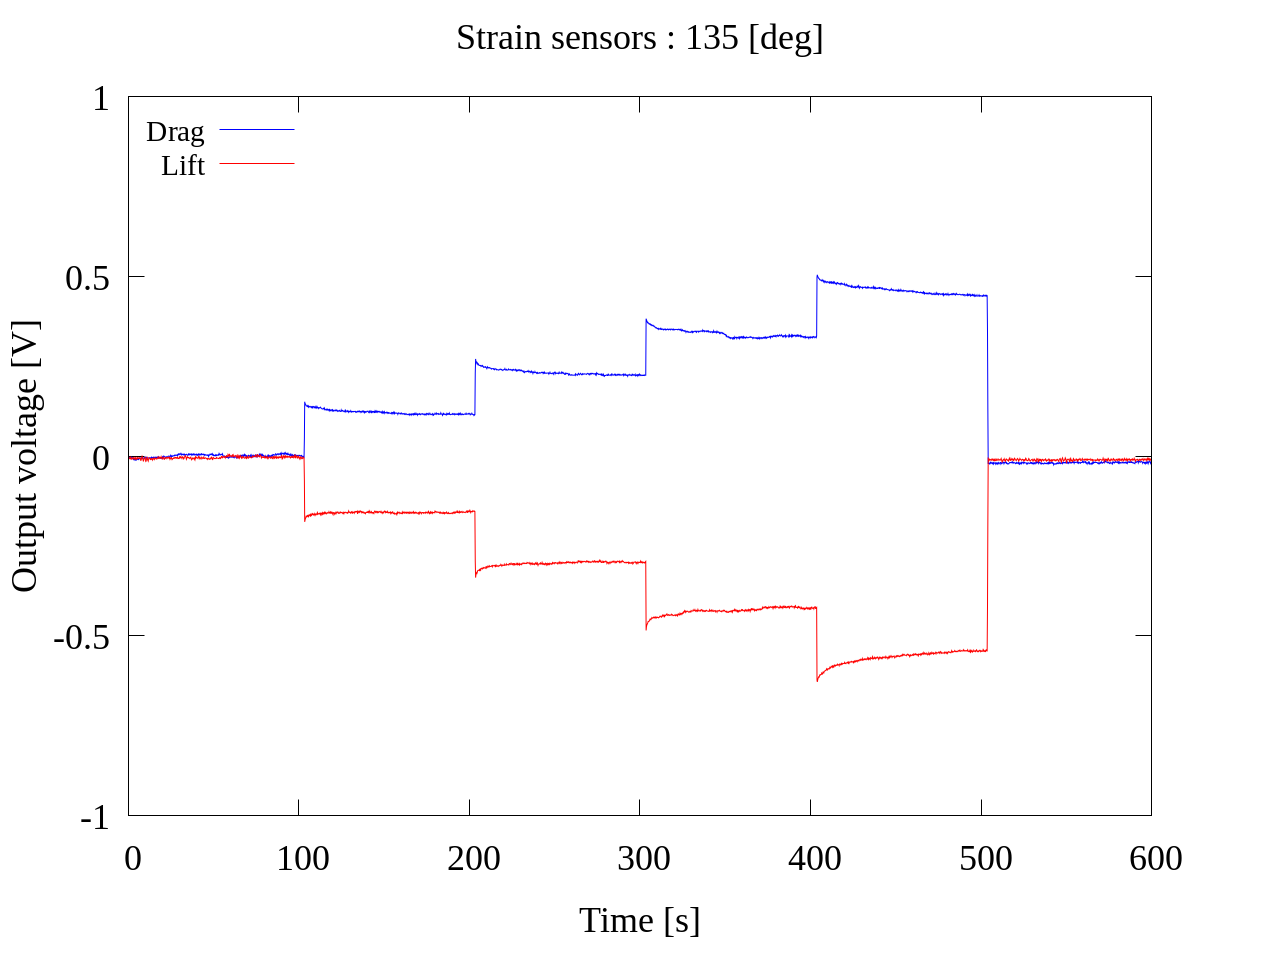 Strain sensors : 135 [deg]
1
0.5
0
-0.5
-1
Drag
Lift
Output voltage [V]
0 100 200 300 400 500 600
Time [s]